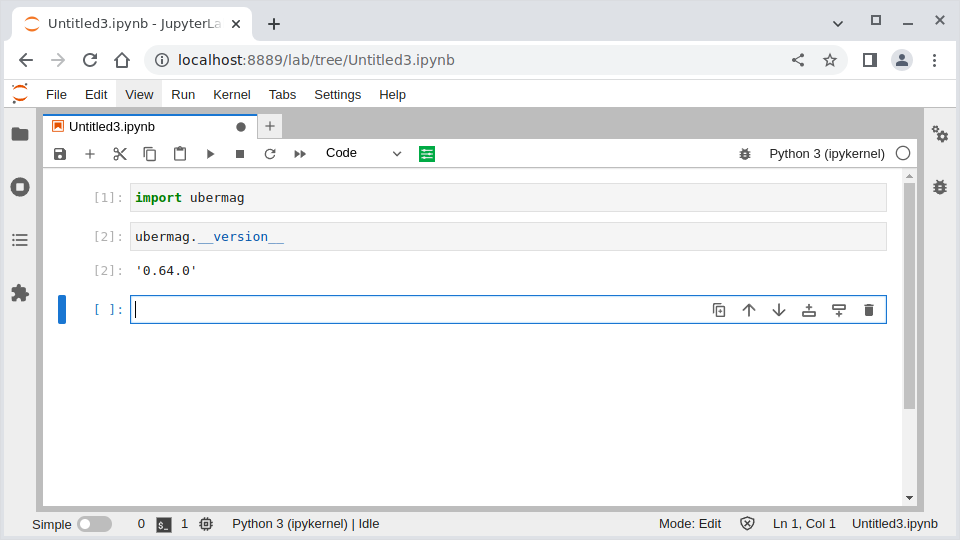 Untitled3.ipynb - JupyterLa
localhost:8889/lab/tree/Untitled3.ipynb
File Edit View Run Kernel Tabs Settings Help
Untitled3.ipynb
Code Python 3 (ipykernel)
[1]: import ubermag
[2]: ubermag.__version__
[2]: '0.64.0'
[ ]:
Simple 0 $_ 1 Python 3 (ipykernel) | Idle Mode: Edit Ln 1, Col 1 Untitled3.ipynb